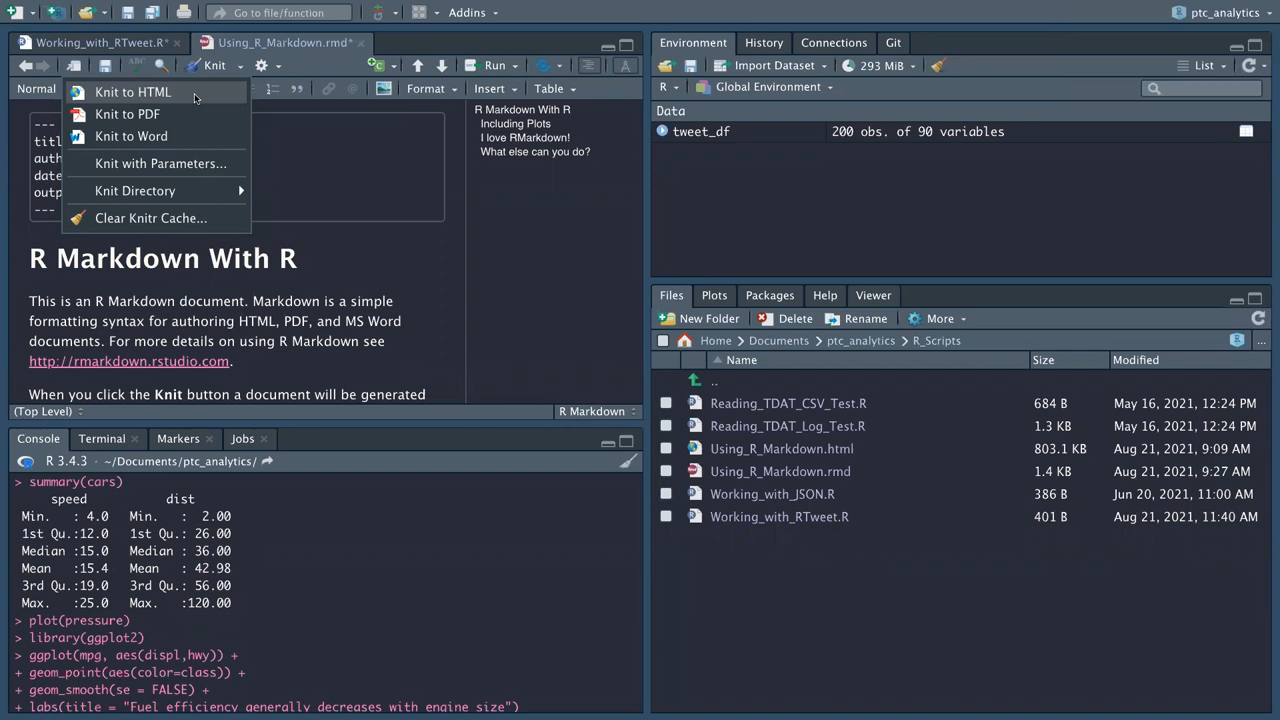 Go to file/function
Addins
ptc_analytics
Working_with_RTweet.R*
Using_R_Markdown.rmd*
ABC
Knit
Run
Normal
Format
Insert
Table
Knit to HTML
Knit to PDF
Knit to Word
Knit with Parameters...
Knit Directory
Clear Knitr Cache...
---
titl
auth
date
outp
---
R Markdown With R
Including Plots
I love RMarkdown!
What else can you do?
R Markdown With R
This is an R Markdown document. Markdown is a simple
formatting syntax for authoring HTML, PDF, and MS Word
documents. For more details on using R Markdown see
http://rmarkdown.rstudio.com.
When you click the Knit button a document will be generated
(Top Level)
R Markdown
Console
Terminal
Markers
Jobs
R 3.4.3 · ~/Documents/ptc_analytics/
> summary(cars)
speed dist
Min. : 4.0 Min. : 2.00
1st Qu.:12.0 1st Qu.: 26.00
Median :15.0 Median : 36.00
Mean :15.4 Mean : 42.98
3rd Qu.:19.0 3rd Qu.: 56.00
Max. :25.0 Max. :120.00
> plot(pressure)
> library(ggplot2)
> ggplot(mpg, aes(displ,hwy)) +
+ geom_point(aes(color=class)) +
+ geom_smooth(se = FALSE) +
+ labs(title = "Fuel efficiency generally decreases with engine size")
Environment
History
Connections
Git
Import Dataset
293 MiB
List
R
Global Environment
Data
tweet_df 200 obs. of 90 variables
Files
Plots
Packages
Help
Viewer
New Folder
Delete
Rename
More
Home
Documents
ptc_analytics
R_Scripts
...
Name Size Modified
..
Reading_TDAT_CSV_Test.R 684 B May 16, 2021, 12:24 PM
Reading_TDAT_Log_Test.R 1.3 KB May 16, 2021, 12:24 PM
Using_R_Markdown.html 803.1 KB Aug 21, 2021, 9:09 AM
Using_R_Markdown.rmd 1.4 KB Aug 21, 2021, 9:27 AM
Working_with_JSON.R 386 B Jun 20, 2021, 11:00 AM
Working_with_RTweet.R 401 B Aug 21, 2021, 11:40 AM